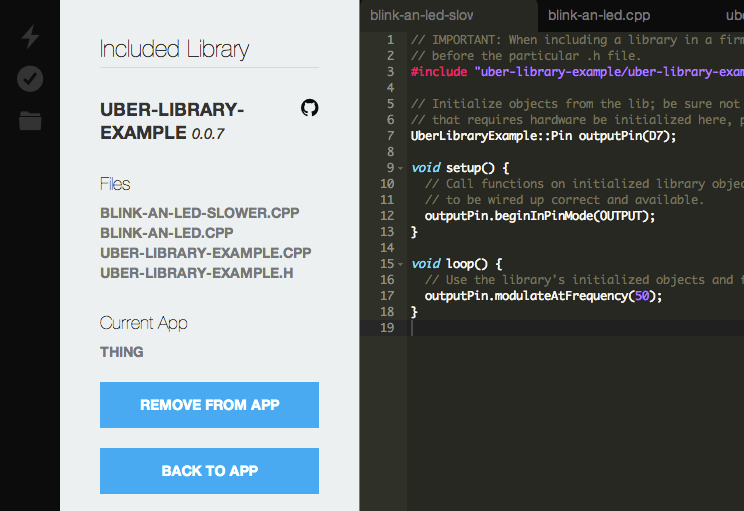 Included Library
UBER-LIBRARY-
EXAMPLE 0.0.7
Files
BLINK-AN-LED-SLOWER.CPP
BLINK-AN-LED.CPP
UBER-LIBRARY-EXAMPLE.CPP
UBER-LIBRARY-EXAMPLE.H
Current App
THING
REMOVE FROM APP
BACK TO APP
blink-an-led-slov blink-an-led.cpp ube
1 // IMPORTANT: When including a library in a firm
2 // before the particular .h file.
3 #include "uber-library-example/uber-library-exam
4
5 // Initialize objects from the lib; be sure not
6 // that requires hardware be initialized here, p
7 UberLibraryExample::Pin outputPin(D7);
8
9 void setup() {
10 // Call functions on initialized library objec
11 // to be wired up correct and available.
12 outputPin.beginInPinMode(OUTPUT);
13 }
14
15 void loop() {
16 // Use the library's initialized objects and f
17 outputPin.modulateAtFrequency(50);
18 }
19